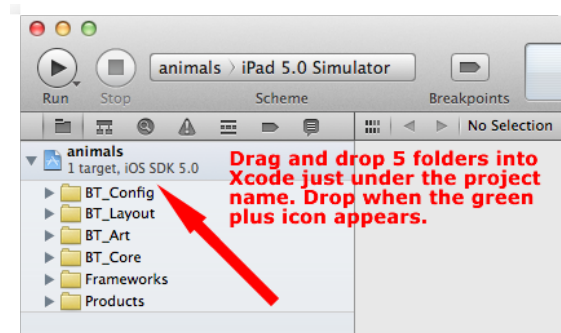 animals › iPad 5.0 Simulator
Run Stop Scheme Breakpoints
No Selection
animals
1 target, iOS SDK 5.0
Drag and drop 5 folders into
Xcode just under the project
name. Drop when the green
plus icon appears.
BT_Config
BT_Layout
BT_Art
BT_Core
Frameworks
Products